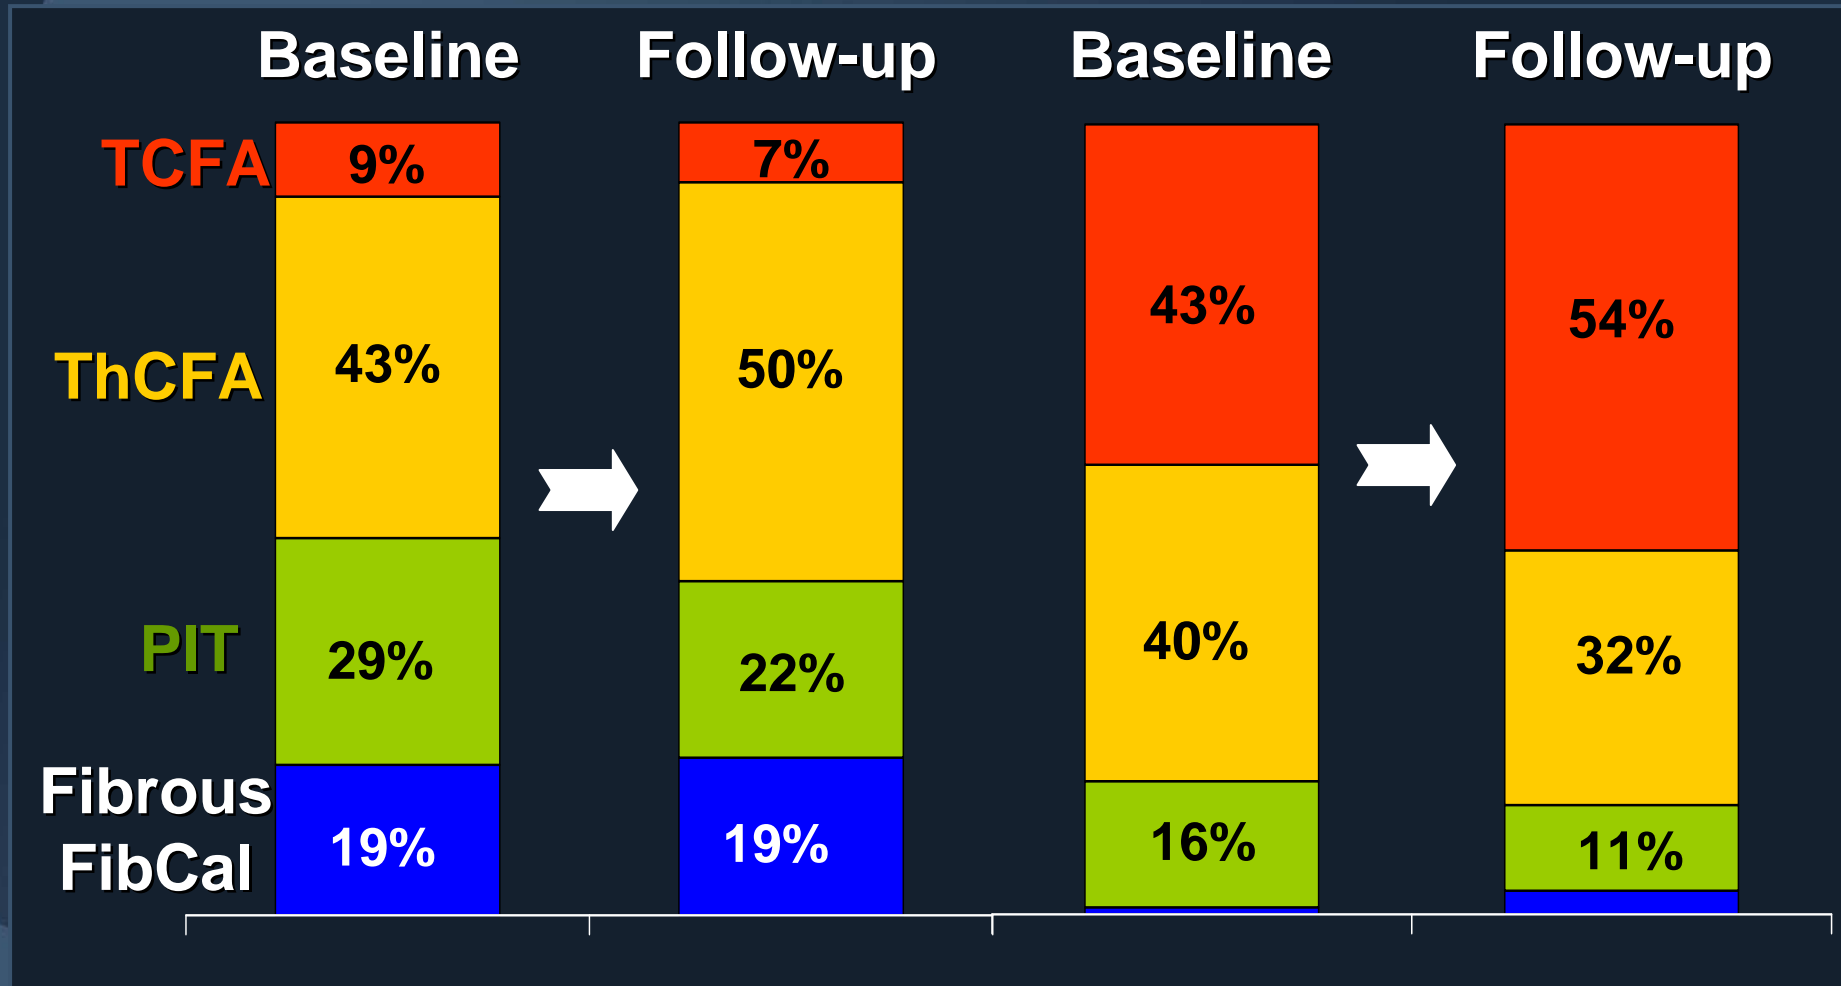 Baseline Follow-up Baseline Follow-up
TCFA 9% 7% 43% 54%
ThCFA 43% 50% 40% 32%
PIT 29% 22% 16% 11%
Fibrous
FibCal 19% 19%